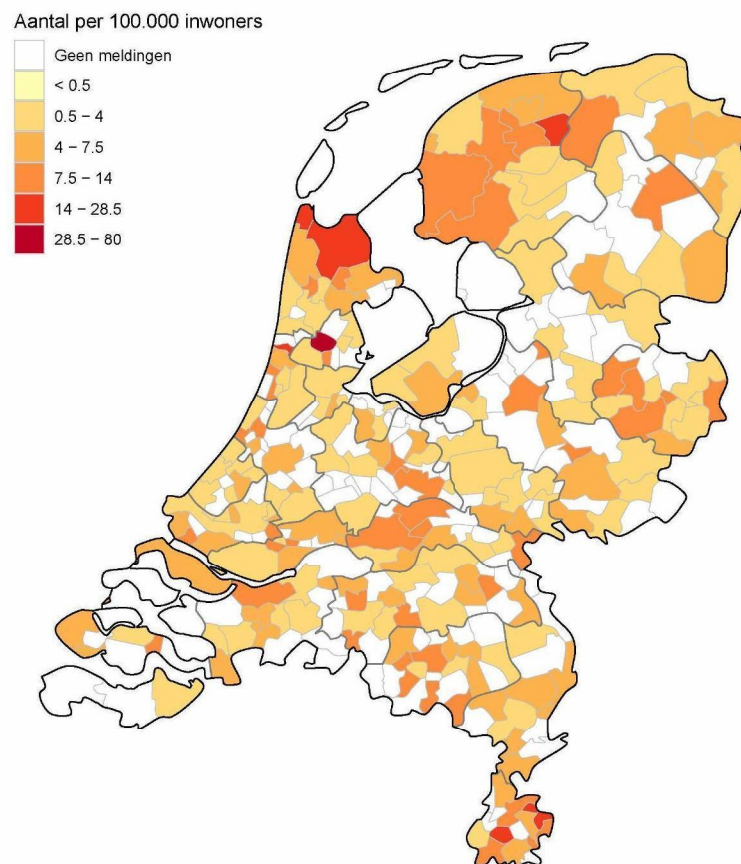 Aantal per 100.000 inwoners
Geen meldingen
< 0.5
0.5 – 4
4 – 7.5
7.5 – 14
14 – 28.5
28.5 – 80